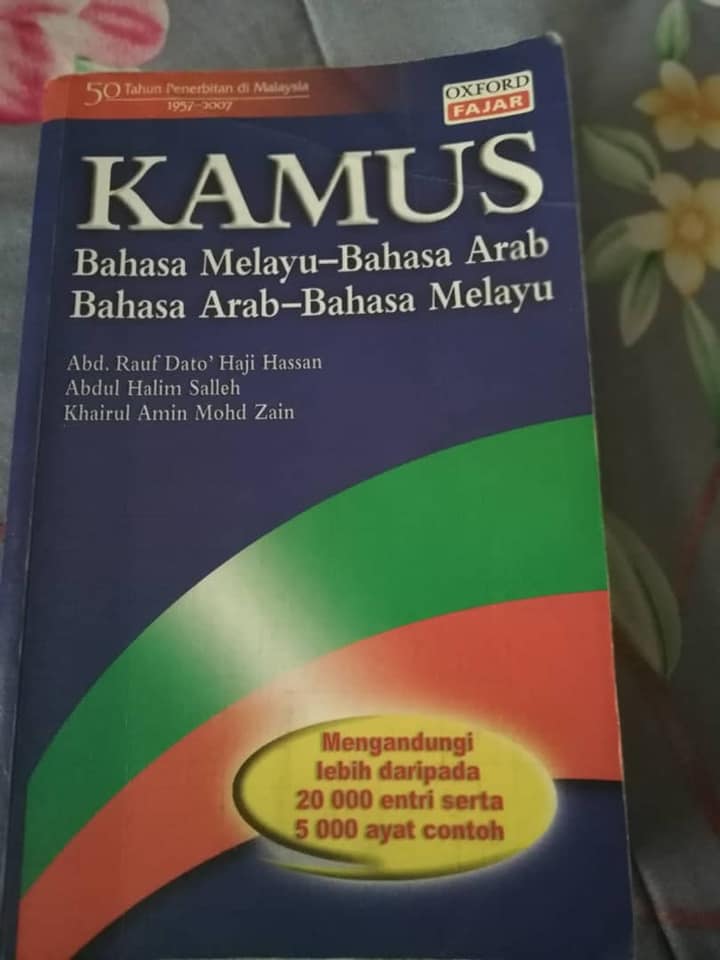 50 Tahun Penerbitan di Malaysia
1957–2007
OXFORD
FAJAR
KAMUS
Bahasa Melayu–Bahasa Arab
Bahasa Arab–Bahasa Melayu
Abd. Rauf Dato' Haji Hassan
Abdul Halim Salleh
Khairul Amin Mohd Zain
Mengandungi
lebih daripada
20 000 entri serta
5 000 ayat contoh